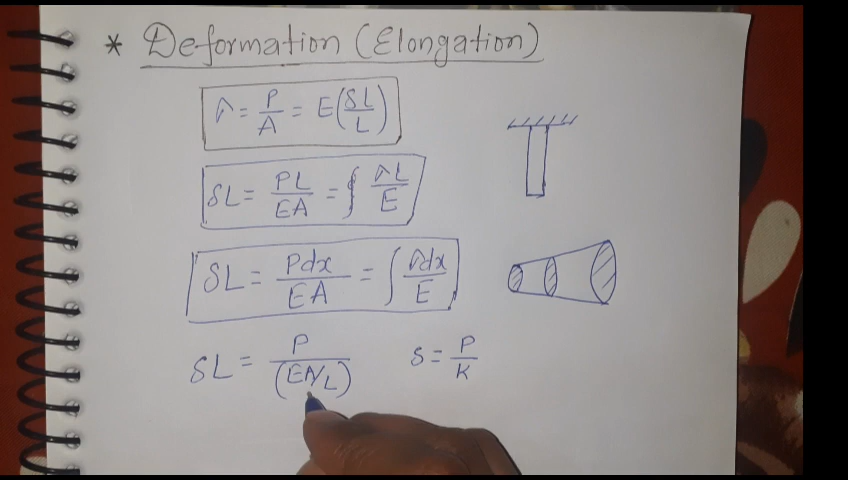 * Deformation (Elongation)
σ = P/A = E(δL/L)
δL = PL/EA = ∫ σL/E
δL = Pdx/EA = ∫ σdx/E
δL = P/(EA/L) δ = P/K